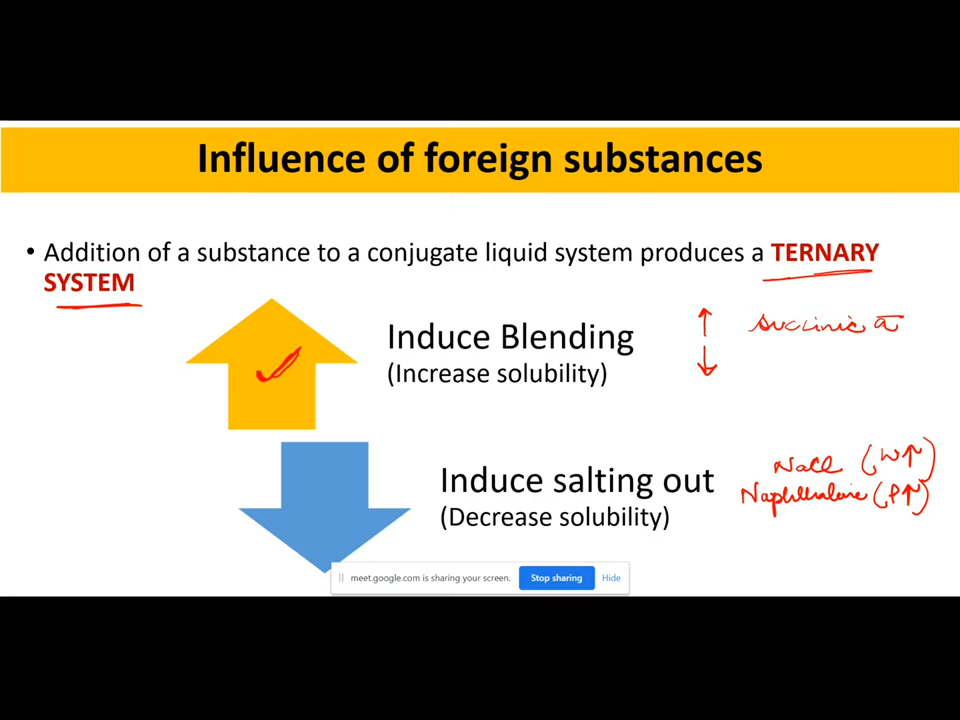 Influence of foreign substances
• Addition of a substance to a conjugate liquid system produces a TERNARY
SYSTEM
Induce Blending
(Increase solubility)
succinic
Induce salting out
(Decrease solubility)
NaCl (W↑)
Naphthalene (P↑)
meet.google.com is sharing your screen. Stop sharing Hide